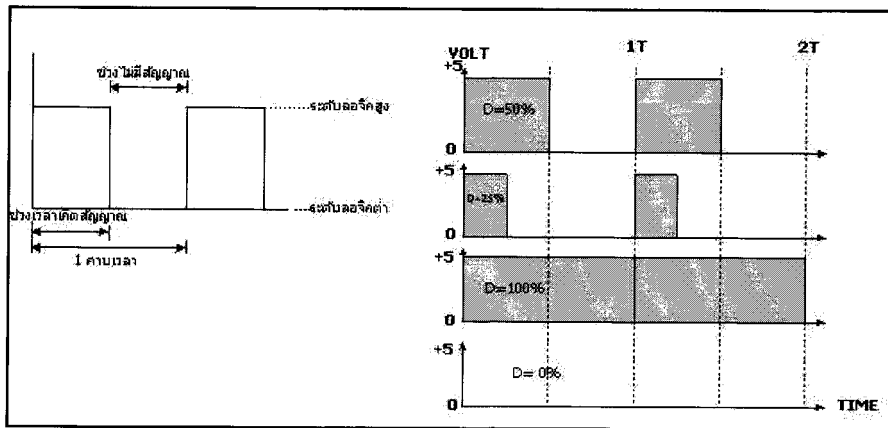 ช่วงไม่มีสัญญาณ
ระดับลอจิกสูง
ระดับลอจิกต่ำ
ช่วงเวลาเกิดสัญญาณ
1 คาบเวลา
VOLT
1T
2T
+5
D=50%
0
+5
D=25%
0
+5
D=100%
0
+5
D= 0%
0
TIME